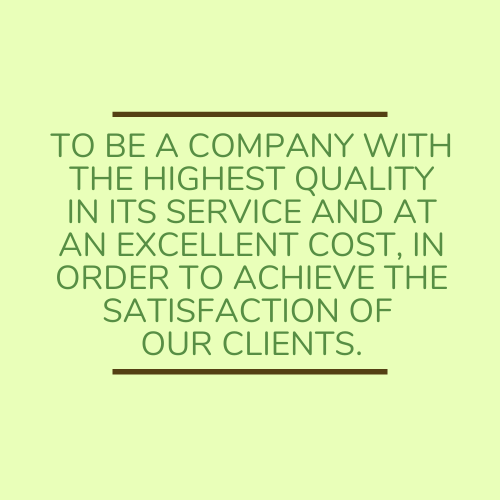 TO BE A COMPANY WITH
THE HIGHEST QUALITY
IN ITS SERVICE AND AT
AN EXCELLENT COST, IN
ORDER TO ACHIEVE THE
SATISFACTION OF
OUR CLIENTS.